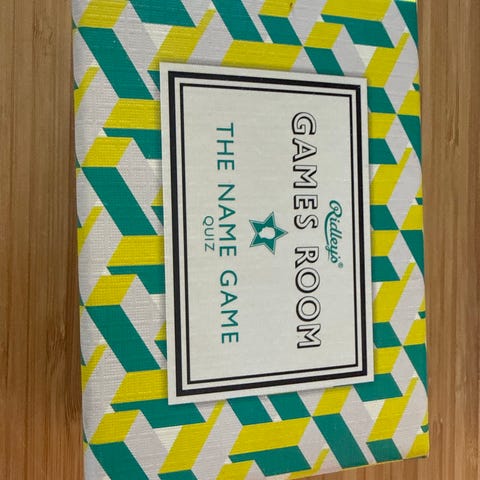 Ridley's®
GAMES ROOM
THE NAME GAME
QUIZ